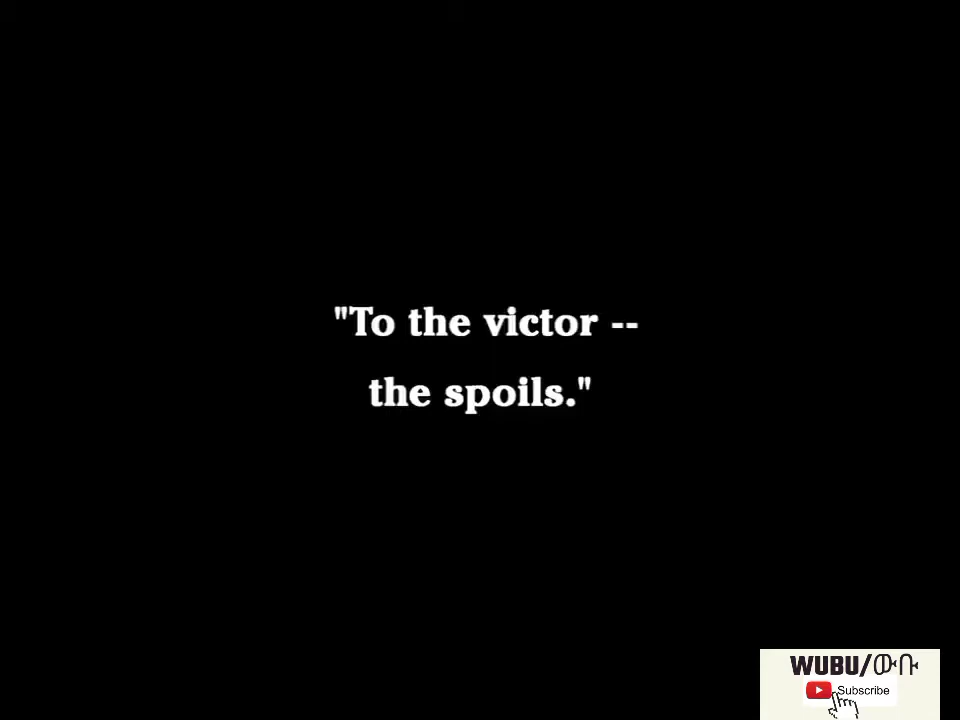 "To the victor --
the spoils."
WUBU/ውቡ
Subscribe